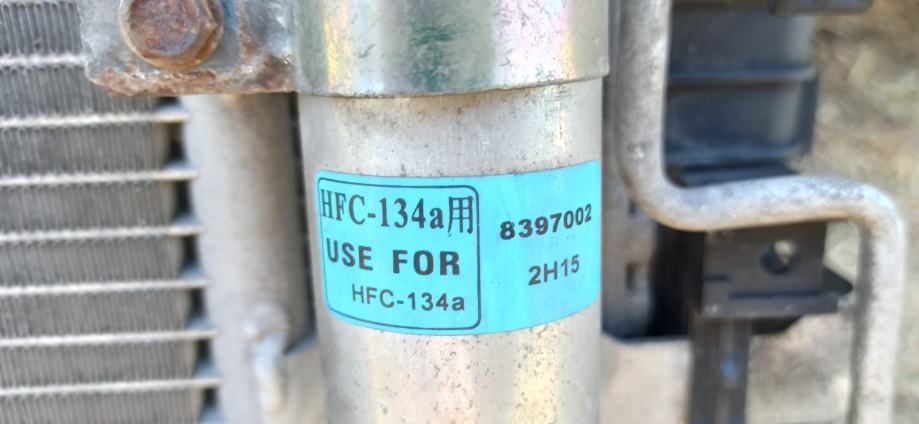 HFC-134a用
USE FOR
HFC-134a
8397002
2H15